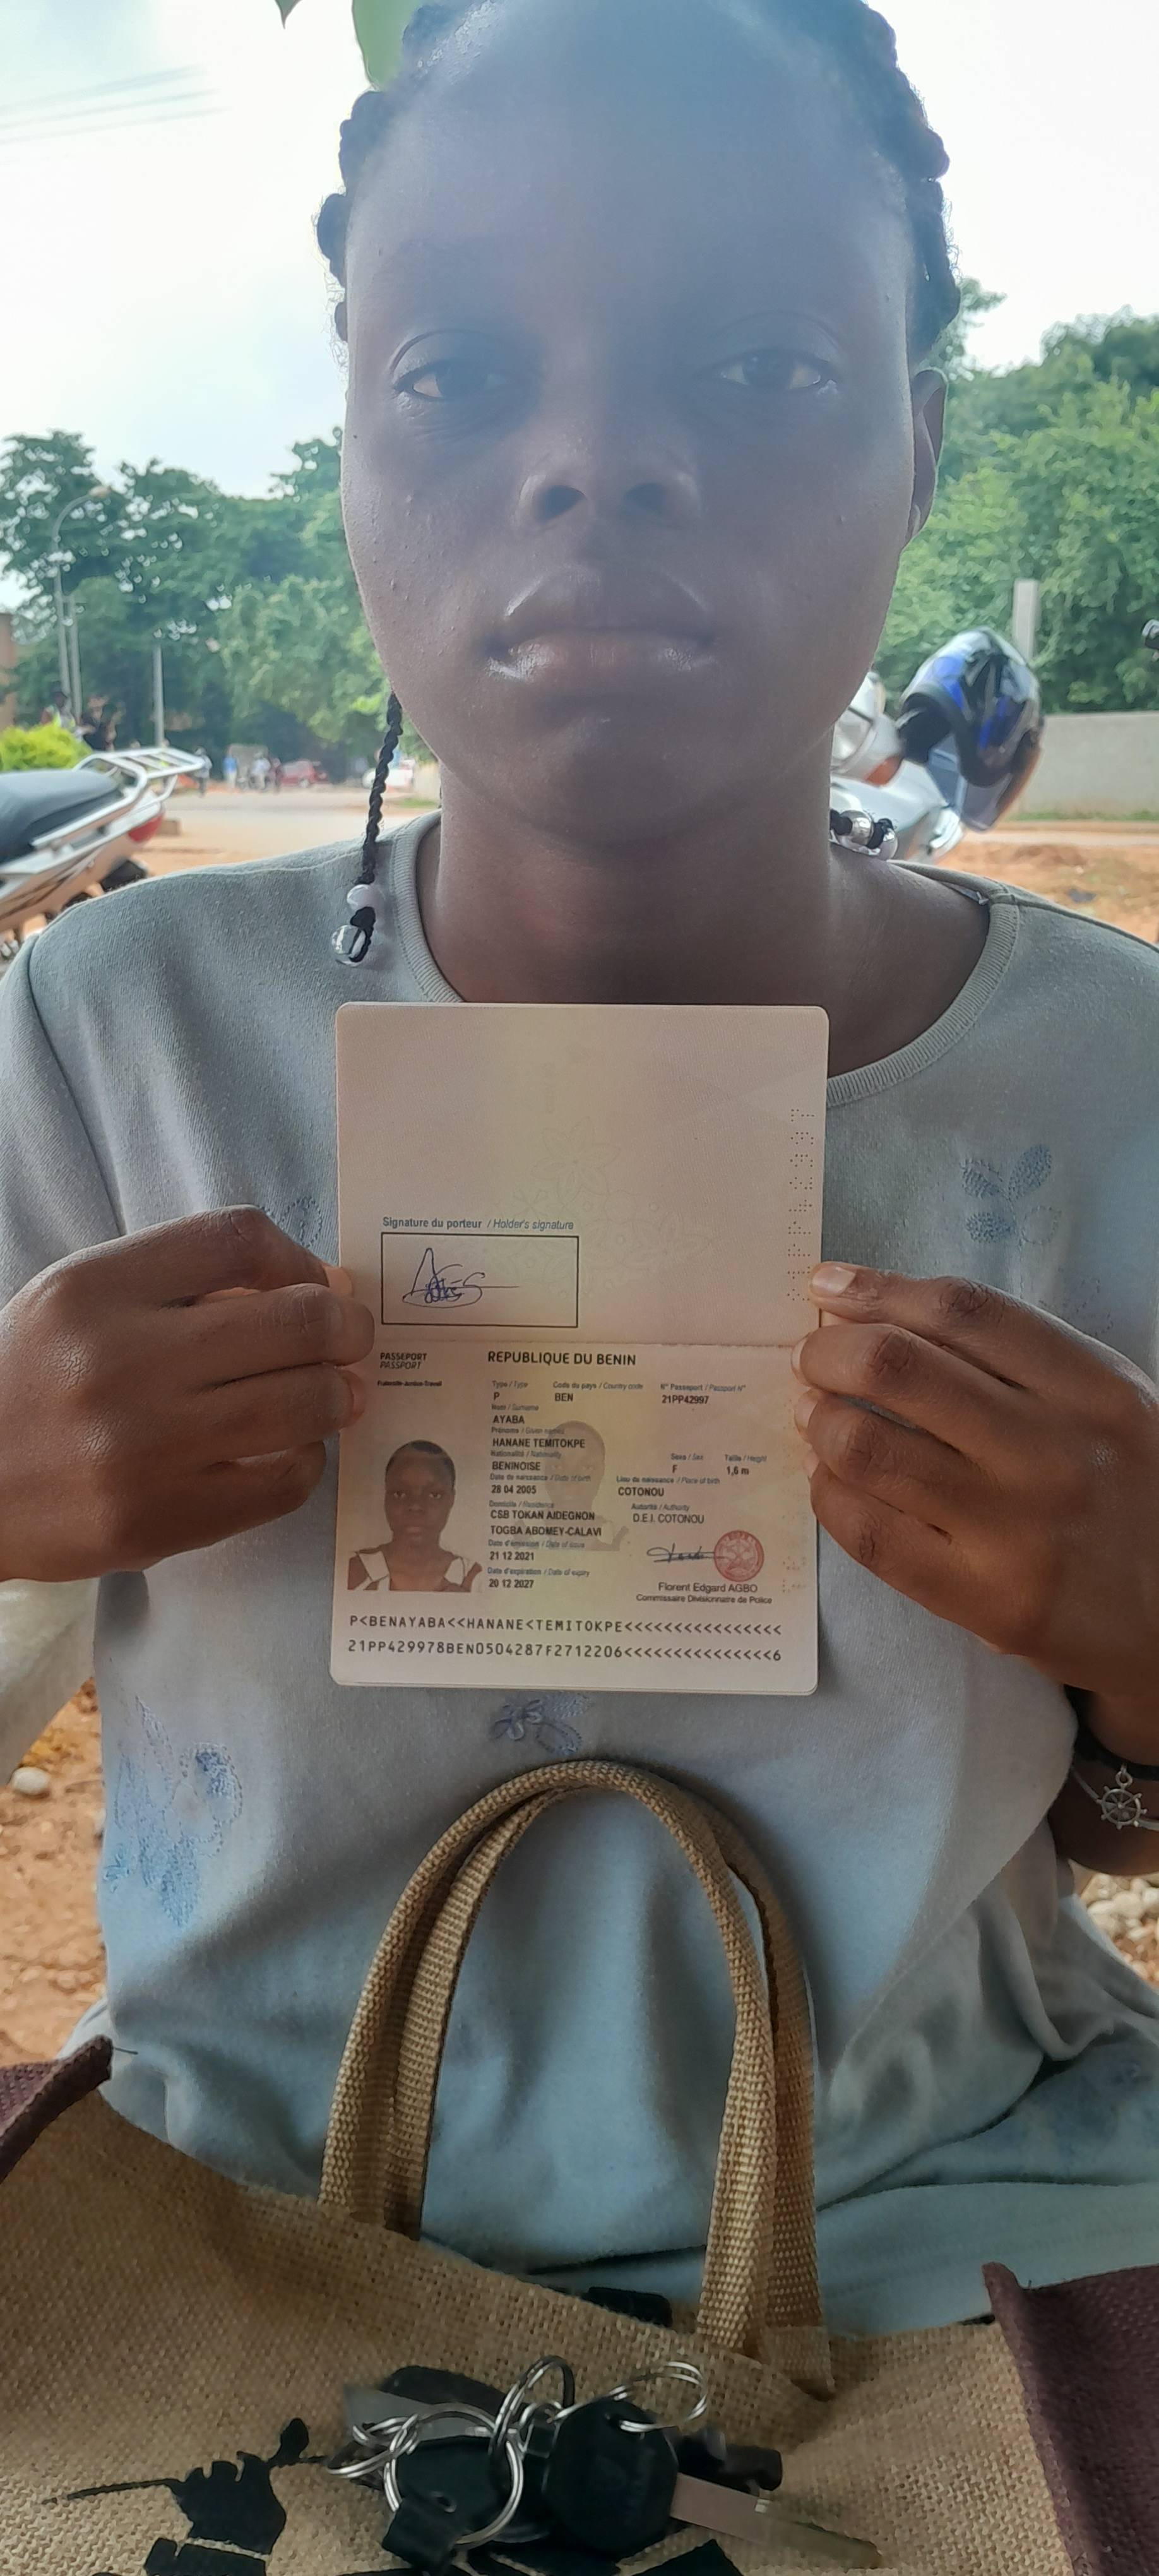 Signature du porteur / Holder's signature
PASSEPORT
PASSPORT
REPUBLIQUE DU BENIN
Fraternité-Justice-Travail
Type / Type Code du pays / Country code N° Passeport / Passport N°
P BEN 21PP42997
Nom / Surname
AYABA
Prénoms / Given names
HANANE TEMITOKPE
Nationalité / Nationality Sexe / Sex Taille / Height
BENINOISE F 1,6 m
Date de naissance / Date of birth Lieu de naissance / Place of birth
28 04 2005 COTONOU
Domicile / Residence Autorité / Authority
CSB TOKAN AIDEGNON D.E.I. COTONOU
TOGBA ABOMEY-CALAVI
Date d'émission / Date of issue
21 12 2021
Date d'expiration / Date of expiry
20 12 2027
Florent Edgard AGBO
Commissaire Divisionnaire de Police
P<BENAYABA<<HANANE<TEMITOKPE<<<<<<<<<<<<<<<<
21PP429978BEN0504287F2712206<<<<<<<<<<<<<<<6